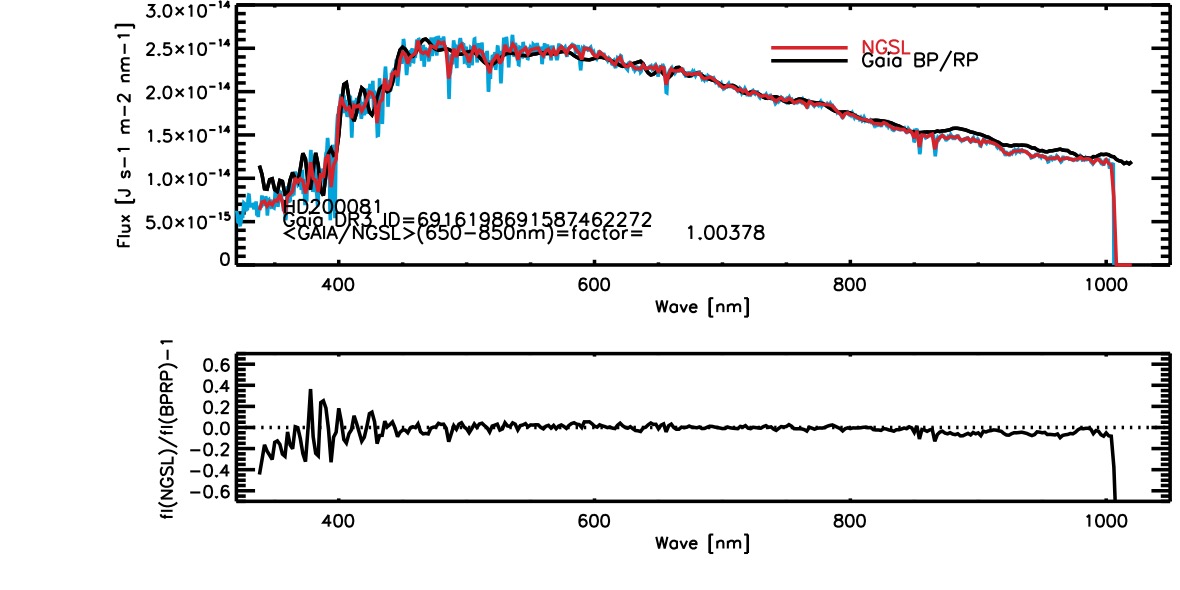 3.0×10⁻¹⁴
2.5×10⁻¹⁴
2.0×10⁻¹⁴
1.5×10⁻¹⁴
1.0×10⁻¹⁴
5.0×10⁻¹⁵
0
Flux [J s−1 m−2 nm−1]
NGSL
Gaia BP/RP
HD200081
Gaia DR3 ID=6916198691587462272
<GAIA/NGSL>(650−850nm)=factor= 1.00378
400 600 800 1000
Wave [nm]
fl(NGSL)/fl(BPRP)−1
0.6
0.4
0.2
0.0
−0.2
−0.4
−0.6
400 600 800 1000
Wave [nm]